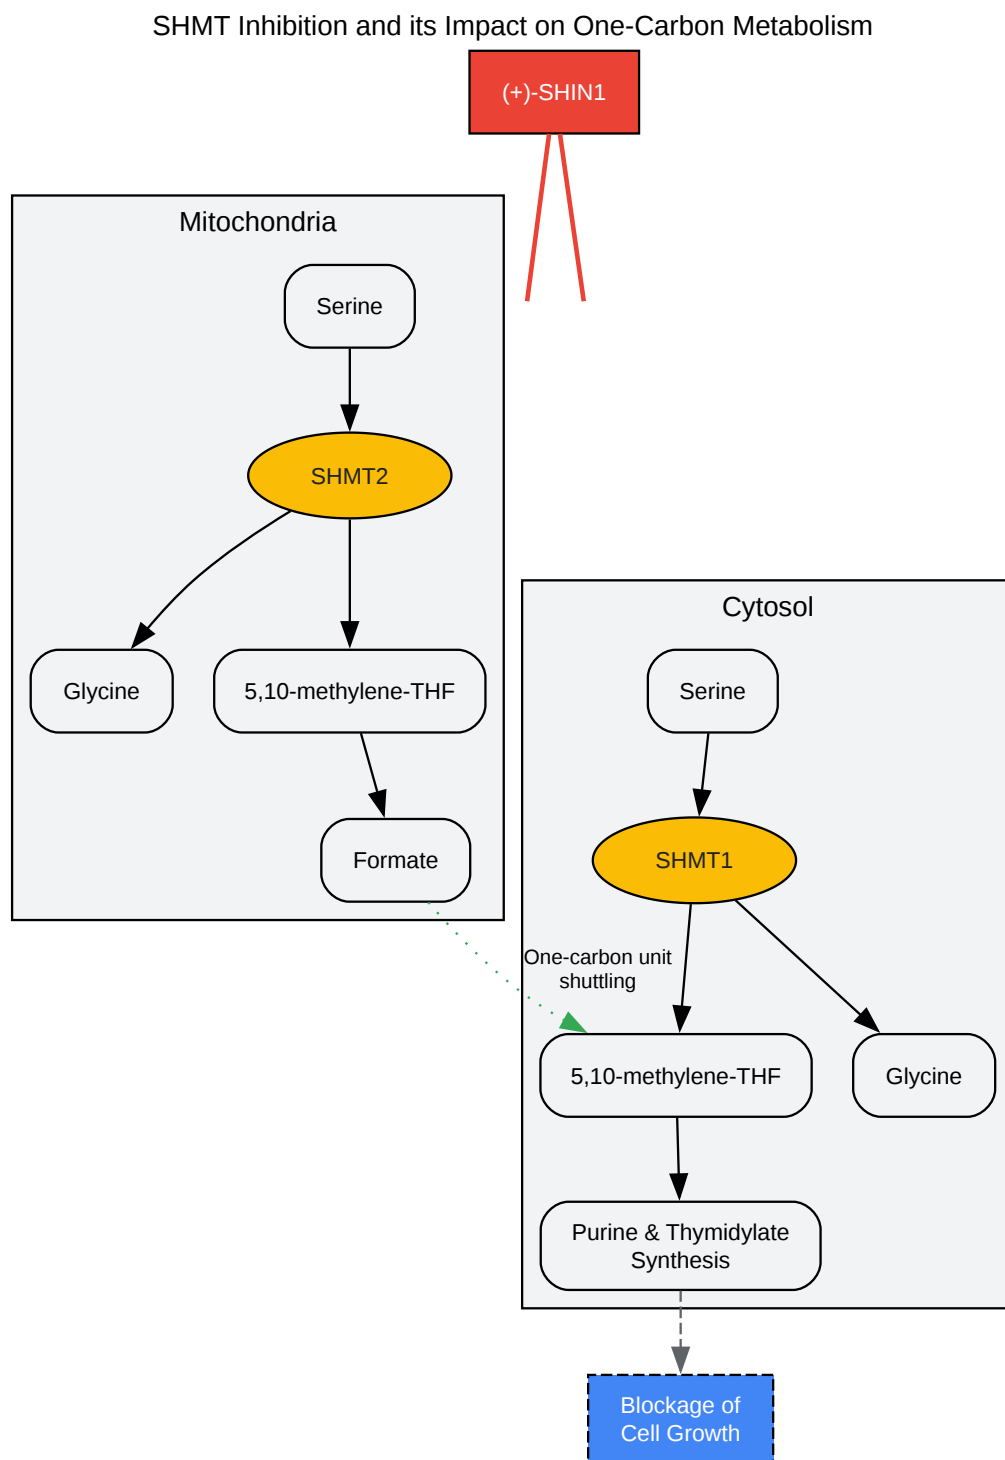 SHMT Inhibition and its Impact on One-Carbon Metabolism
(+)-SHIN1
Mitochondria
Serine
SHMT2
Glycine
5,10-methylene-THF
Formate
Cytosol
Serine
SHMT1
One-carbon unit
shuttling
5,10-methylene-THF
Glycine
Purine & Thymidylate
Synthesis
Blockage of
Cell Growth